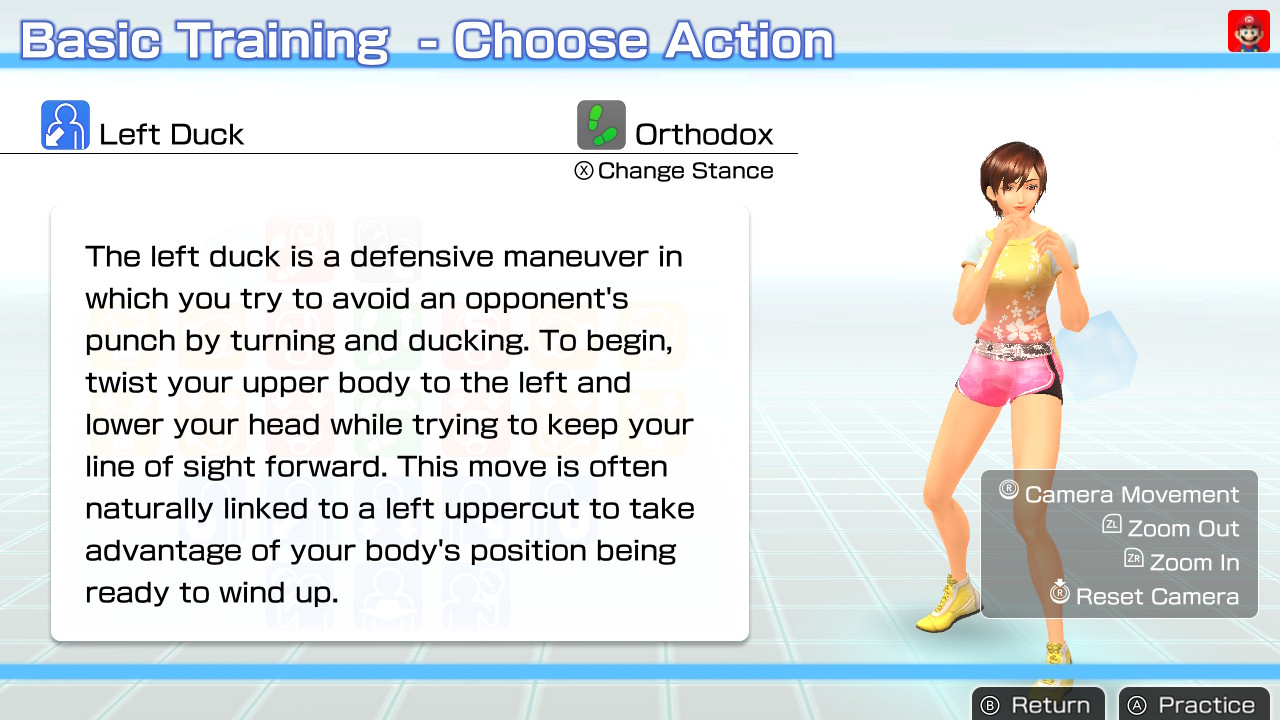 Basic Training - Choose Action
Left Duck
Orthodox
Ⓧ Change Stance
The left duck is a defensive maneuver in
which you try to avoid an opponent's
punch by turning and ducking. To begin,
twist your upper body to the left and
lower your head while trying to keep your
line of sight forward. This move is often
naturally linked to a left uppercut to take
advantage of your body's position being
ready to wind up.
Ⓡ Camera Movement
ZL Zoom Out
ZR Zoom In
Ⓡ Reset Camera
Ⓑ Return
Ⓐ Practice